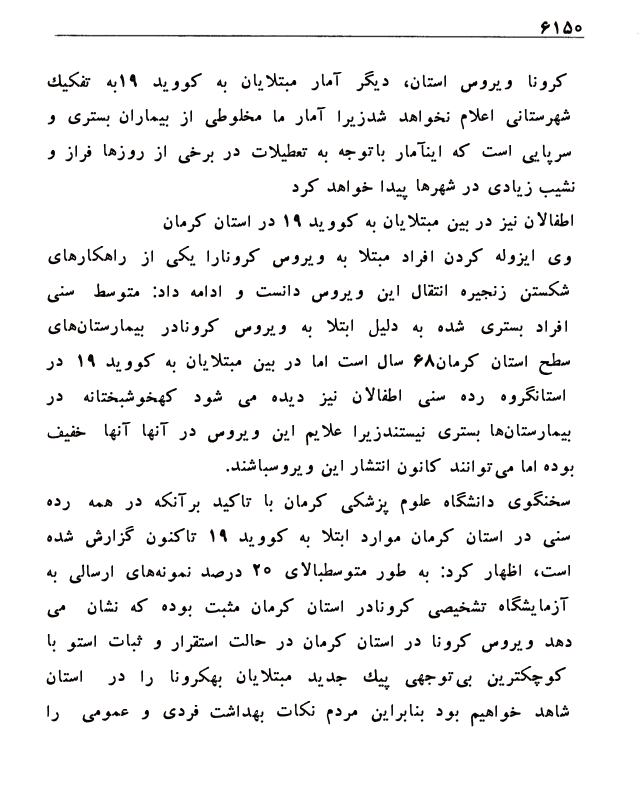 ۶۱۵۰
کرونا ویروس استان، دیگر آمار مبتلایان به کووید ۱۹به تفکیك
شهرستانی اعلام نخواهد شدزیرا آمار ما مخلوطی از بیماران بستری و
سرپایی است که اینآمار باتوجه به تعطیلات در برخی از روزها فراز و
نشیب زیادی در شهرها پیدا خواهد کرد
اطفالان نیز در بین مبتلایان به کووید ۱۹ در استان کرمان
وی ایزوله کردن افراد مبتلا به ویروس کرونارا یکی از راهکارهای
شکستن زنجیره انتقال این ویروس دانست و ادامه داد: متوسط سنی
افراد بستری شده به دلیل ابتلا به ویروس کرونادر بیمارستان‌های
سطح استان کرمان۶۸ سال است اما در بین مبتلایان به کووید ۱۹ در
استانگروه رده سنی اطفالان نیز دیده می شود کهخوشبختانه در
بیمارستان‌ها بستری نیستندزیرا علایم این ویروس در آنها آنها خفیف
بوده اما می‌توانند کانون انتشار این ویروسباشند.
سخنگوی دانشگاه علوم پزشکی کرمان با تاکید برآنکه در همه رده
سنی در استان کرمان موارد ابتلا به کووید ۱۹ تاکنون گزارش شده
است، اظهار کرد: به طور متوسطبالای ۲۰ درصد نمونه‌های ارسالی به
آزمایشگاه تشخیصی کرونادر استان کرمان مثبت بوده که نشان می
دهد ویروس کرونا در استان کرمان در حالت استقرار و ثبات استو با
کوچکترین بی‌توجهی پیك جدید مبتلایان بهکرونا را در استان
شاهد خواهیم بود بنابراین مردم نکات بهداشت فردی و عمومی را